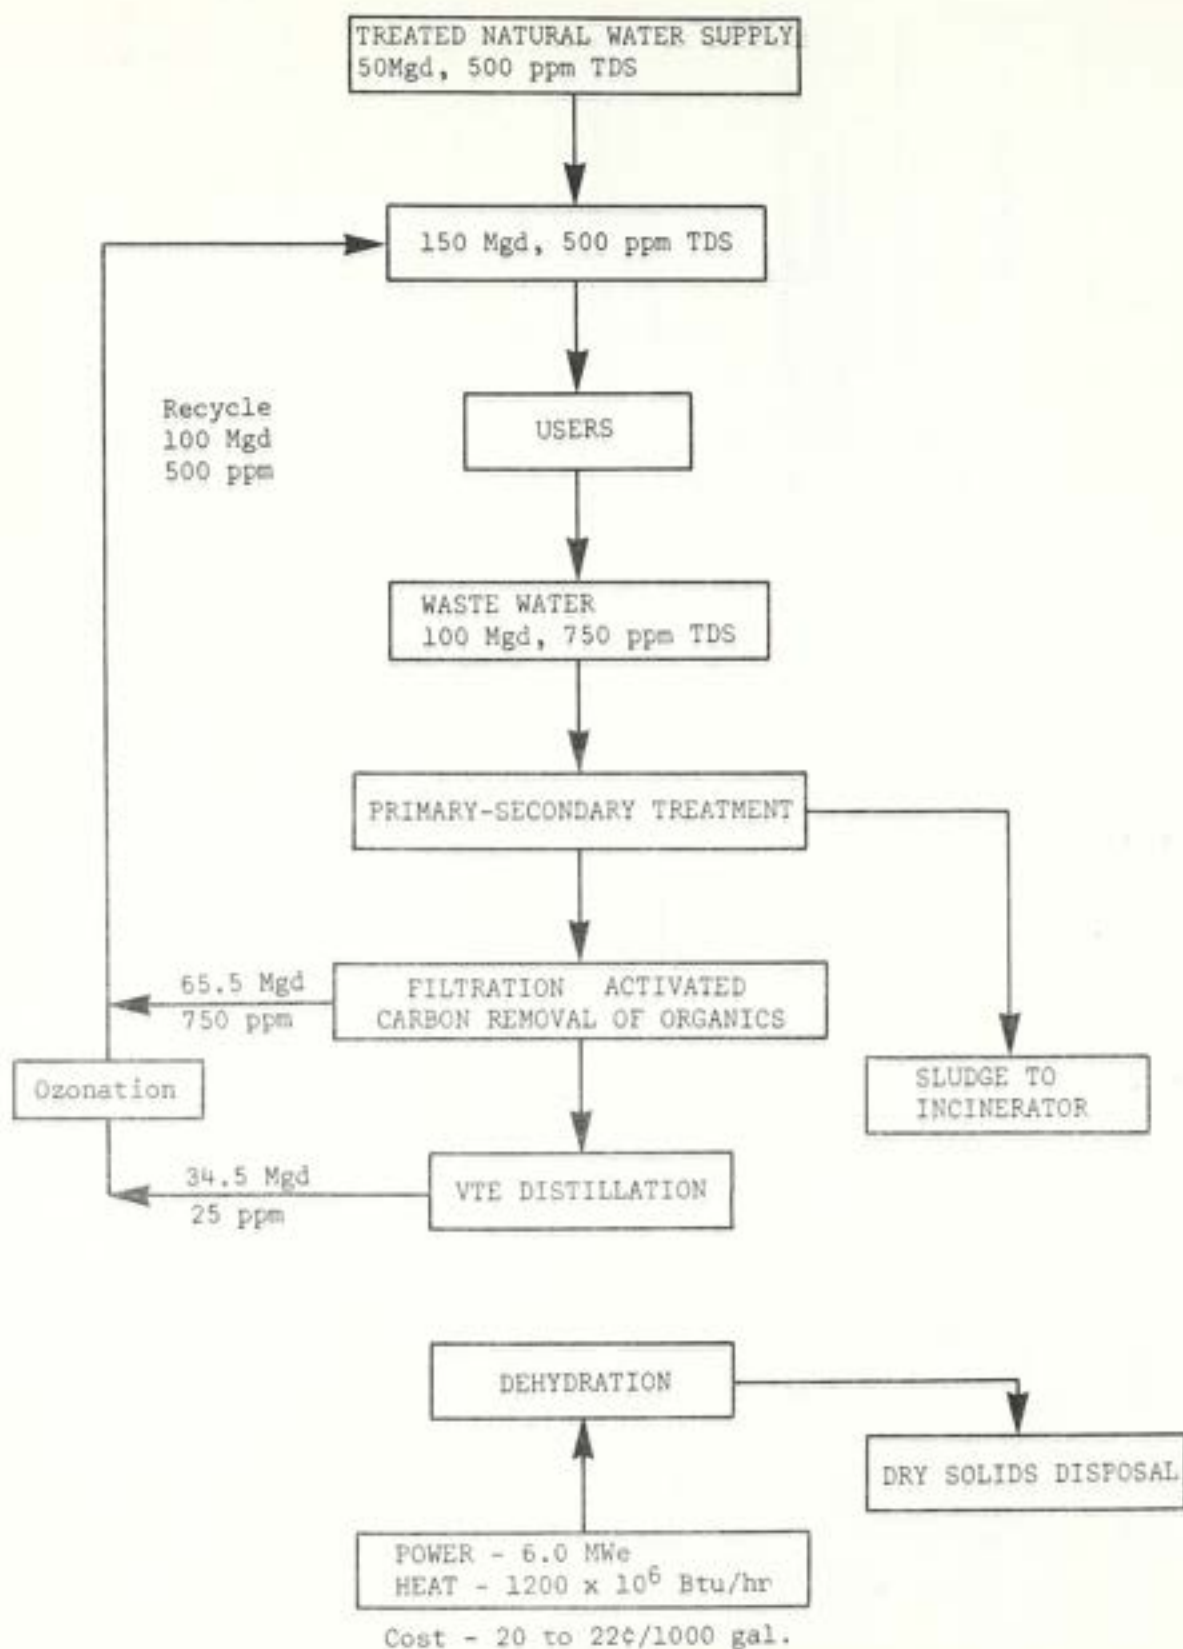 TREATED NATURAL WATER SUPPLY
50Mgd, 500 ppm TDS
150 Mgd, 500 ppm TDS
Recycle
100 Mgd
500 ppm
USERS
WASTE WATER
100 Mgd, 750 ppm TDS
PRIMARY-SECONDARY TREATMENT
65.5 Mgd
750 ppm
FILTRATION ACTIVATED
CARBON REMOVAL OF ORGANICS
Ozonation
SLUDGE TO
INCINERATOR
34.5 Mgd
25 ppm
VTE DISTILLATION
DEHYDRATION
DRY SOLIDS DISPOSAL
POWER - 6.0 MWe
HEAT - 1200 x 10⁶ Btu/hr
Cost - 20 to 22¢/1000 gal.